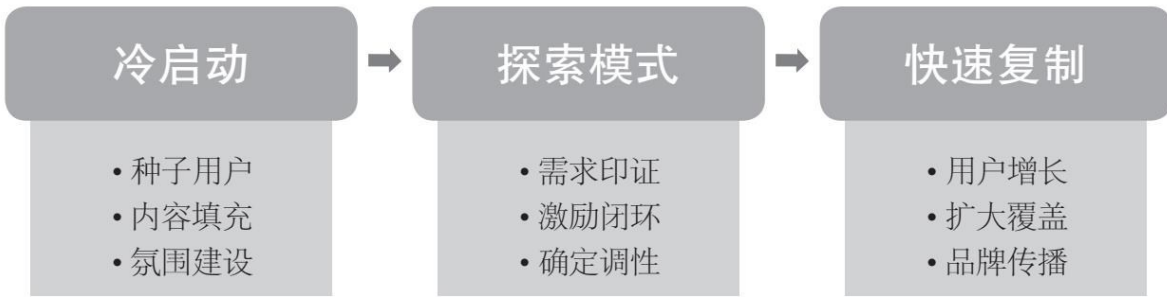 冷启动
• 种子用户
• 内容填充
• 氛围建设
探索模式
• 需求印证
• 激励闭环
• 确定调性
快速复制
• 用户增长
• 扩大覆盖
• 品牌传播